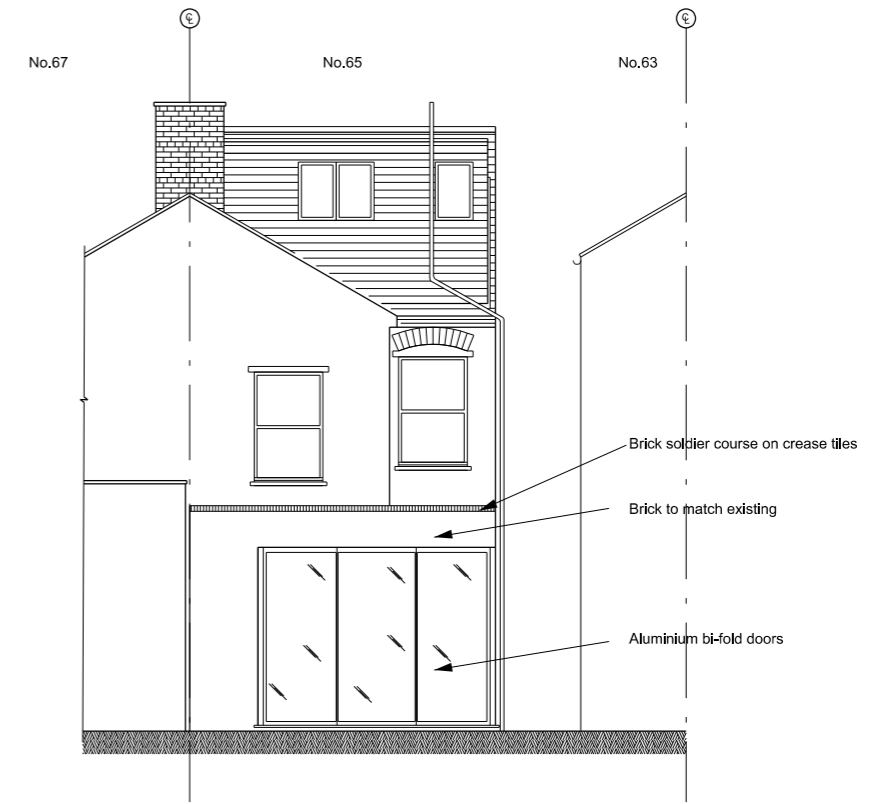 ℄
℄
No.67
No.65
No.63
Brick soldier course on crease tiles
Brick to match existing
Aluminium bi-fold doors